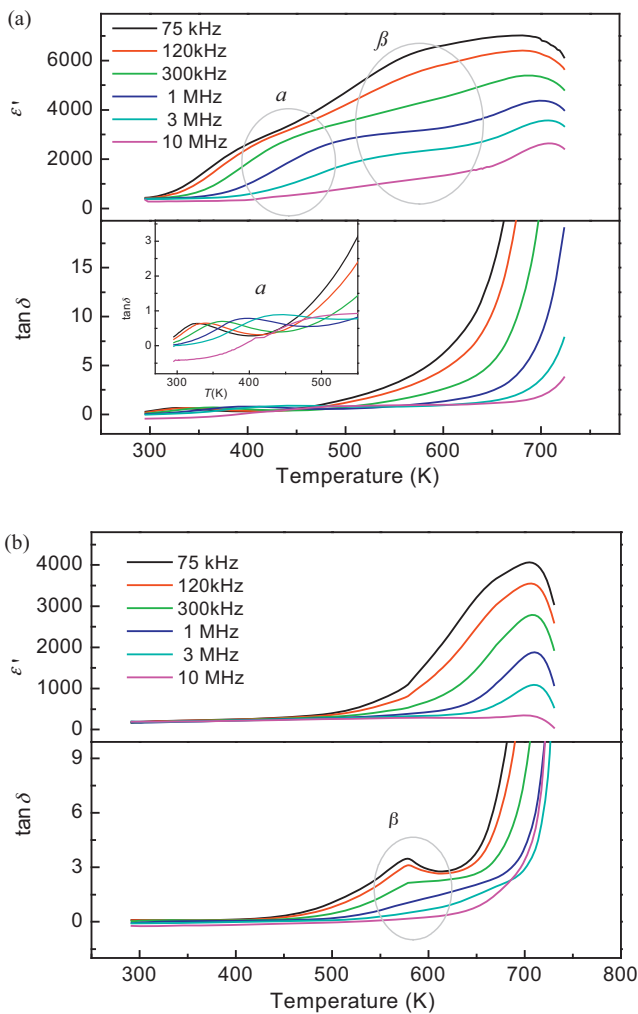 (a)
75 kHz
120kHz
300kHz
1 MHz
3 MHz
10 MHz
a
β
ε'
6000
4000
2000
0
tanδ
15
10
5
0
a
tanδ
3
2
1
0
300
400
500
T(K)
300
400
500
600
700
Temperature (K)
(b)
75 kHz
120kHz
300kHz
1 MHz
3 MHz
10 MHz
ε'
4000
3000
2000
1000
0
tan δ
9
6
3
0
β
300
400
500
600
700
800
Temperature (K)